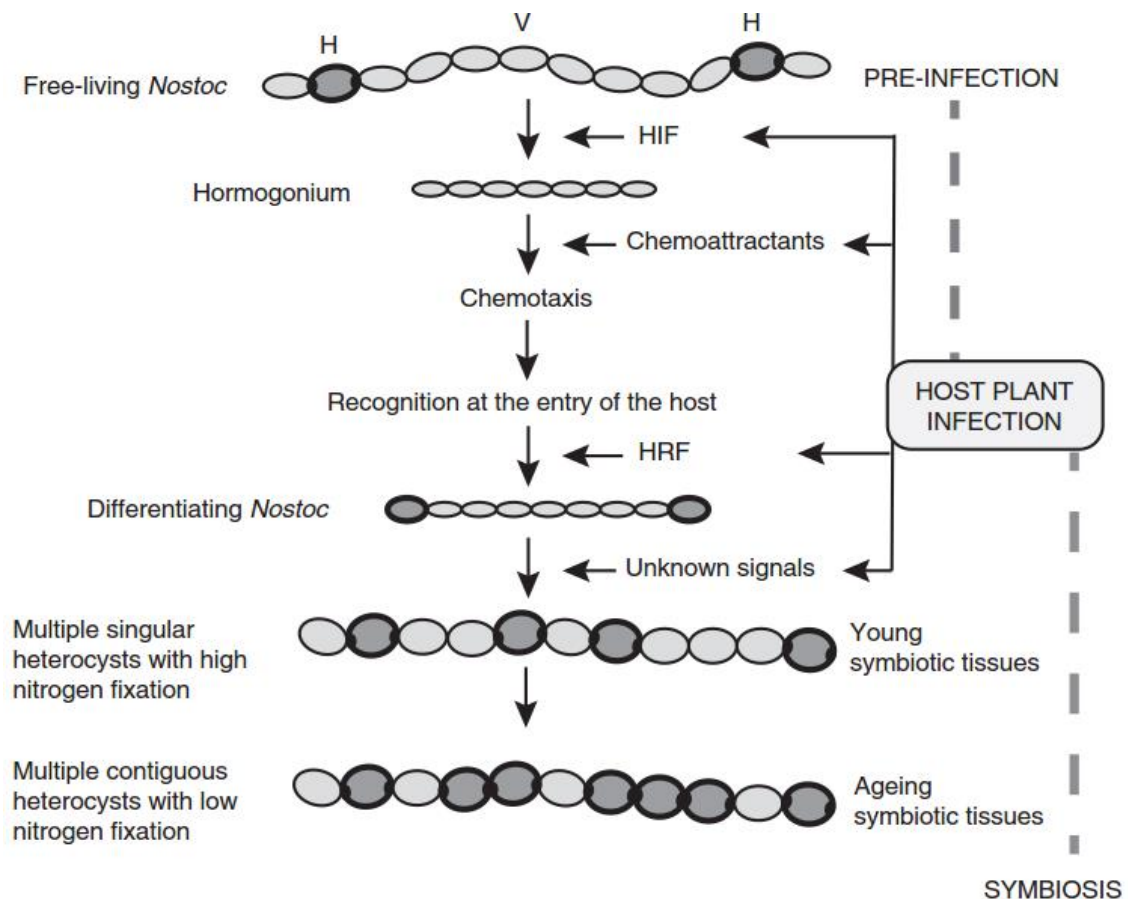 H
V
H
Free-living Nostoc
PRE-INFECTION
HIF
Hormogonium
Chemoattractants
Chemotaxis
Recognition at the entry of the host
HOST PLANT
INFECTION
HRF
Differentiating Nostoc
Unknown signals
Multiple singular
heterocysts with high
nitrogen fixation
Young
symbiotic tissues
Multiple contiguous
heterocysts with low
nitrogen fixation
Ageing
symbiotic tissues
SYMBIOSIS